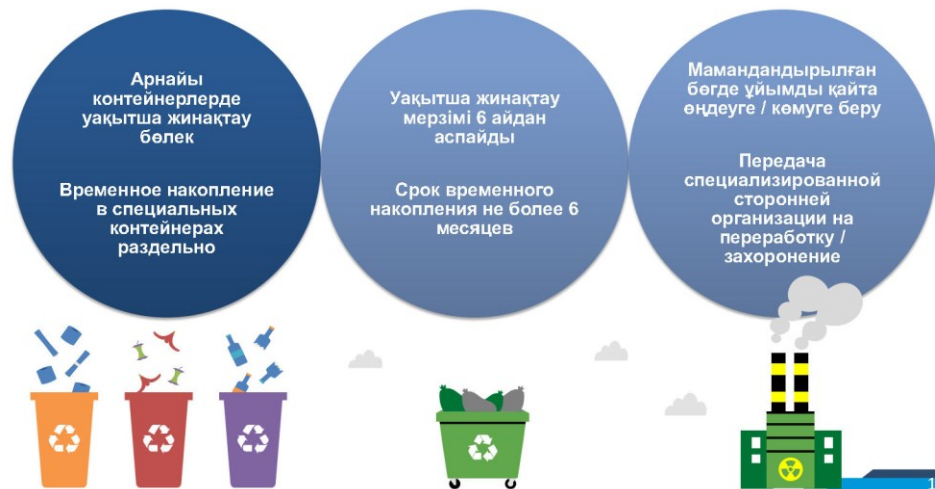 Арнайы
контейнерлерде
уақытша жинақтау
бөлек
Временное накопление
в специальных
контейнерах
раздельно
Уақытша жинақтау
мерзімі 6 айдан
аспайды
Срок временного
накопления не более 6
месяцев
Мамандандырылған
бөгде ұйымды қайта
өңдеуге / көмуге беру
Передача
специализированной
сторонней
организации на
переработку /
захоронение
1